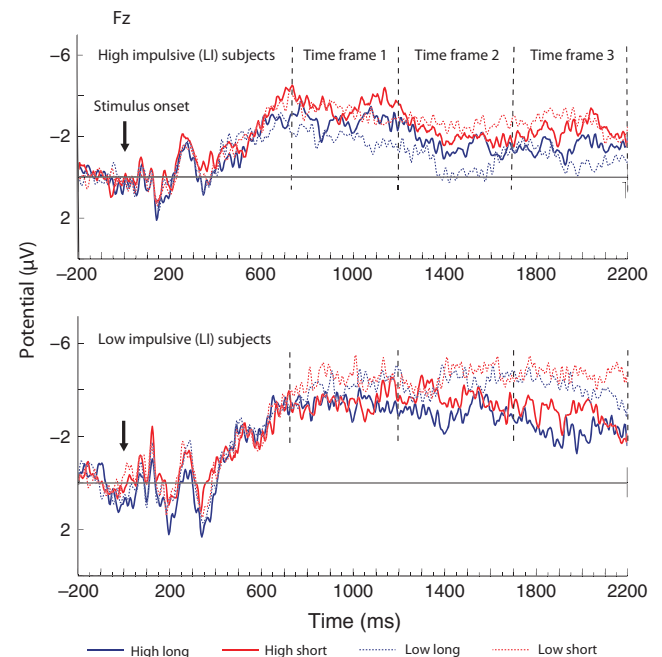 Fz
High impulsive (LI) subjects
Time frame 1
Time frame 2
Time frame 3
Stimulus onset
–6
–2
2
–200 200 600 1000 1400 1800 2200
Potential (μV)
Low impulsive (LI) subjects
–6
–2
2
–200 200 600 1000 1400 1800 2200
Time (ms)
High long High short Low long Low short